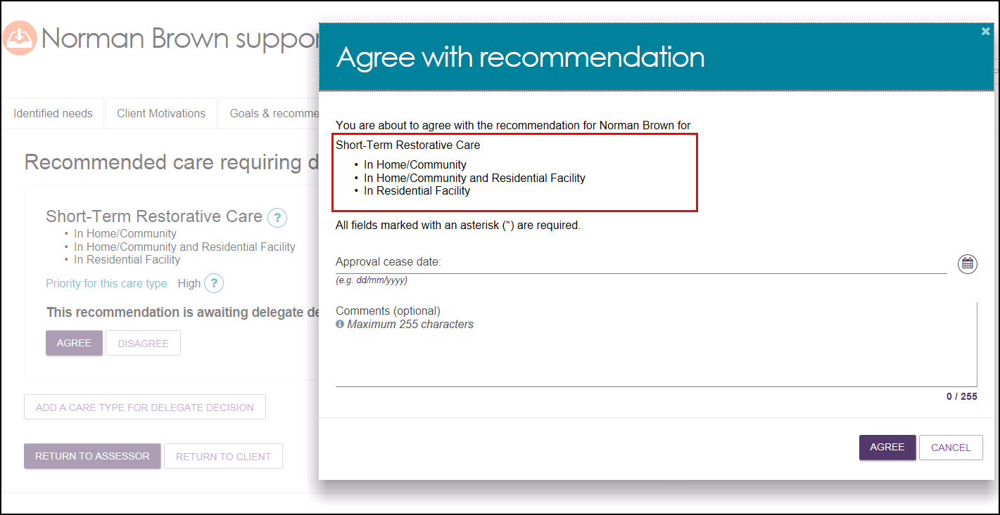 Norman Brown suppor
Identified needs
Client Motivations
Goals & recomme
Recommended care requiring d
Short-Term Restorative Care ?
• In Home/Community
• In Home/Community and Residential Facility
• In Residential Facility
Priority for this care type High ?
This recommendation is awaiting delegate de
AGREE
DISAGREE
ADD A CARE TYPE FOR DELEGATE DECISION
RETURN TO ASSESSOR
RETURN TO CLIENT
Agree with recommendation
You are about to agree with the recommendation for Norman Brown for
Short-Term Restorative Care
• In Home/Community
• In Home/Community and Residential Facility
• In Residential Facility
All fields marked with an asterisk (*) are required.
Approval cease date:
(e.g. dd/mm/yyyy)
Comments (optional)
Maximum 255 characters
0 / 255
AGREE
CANCEL